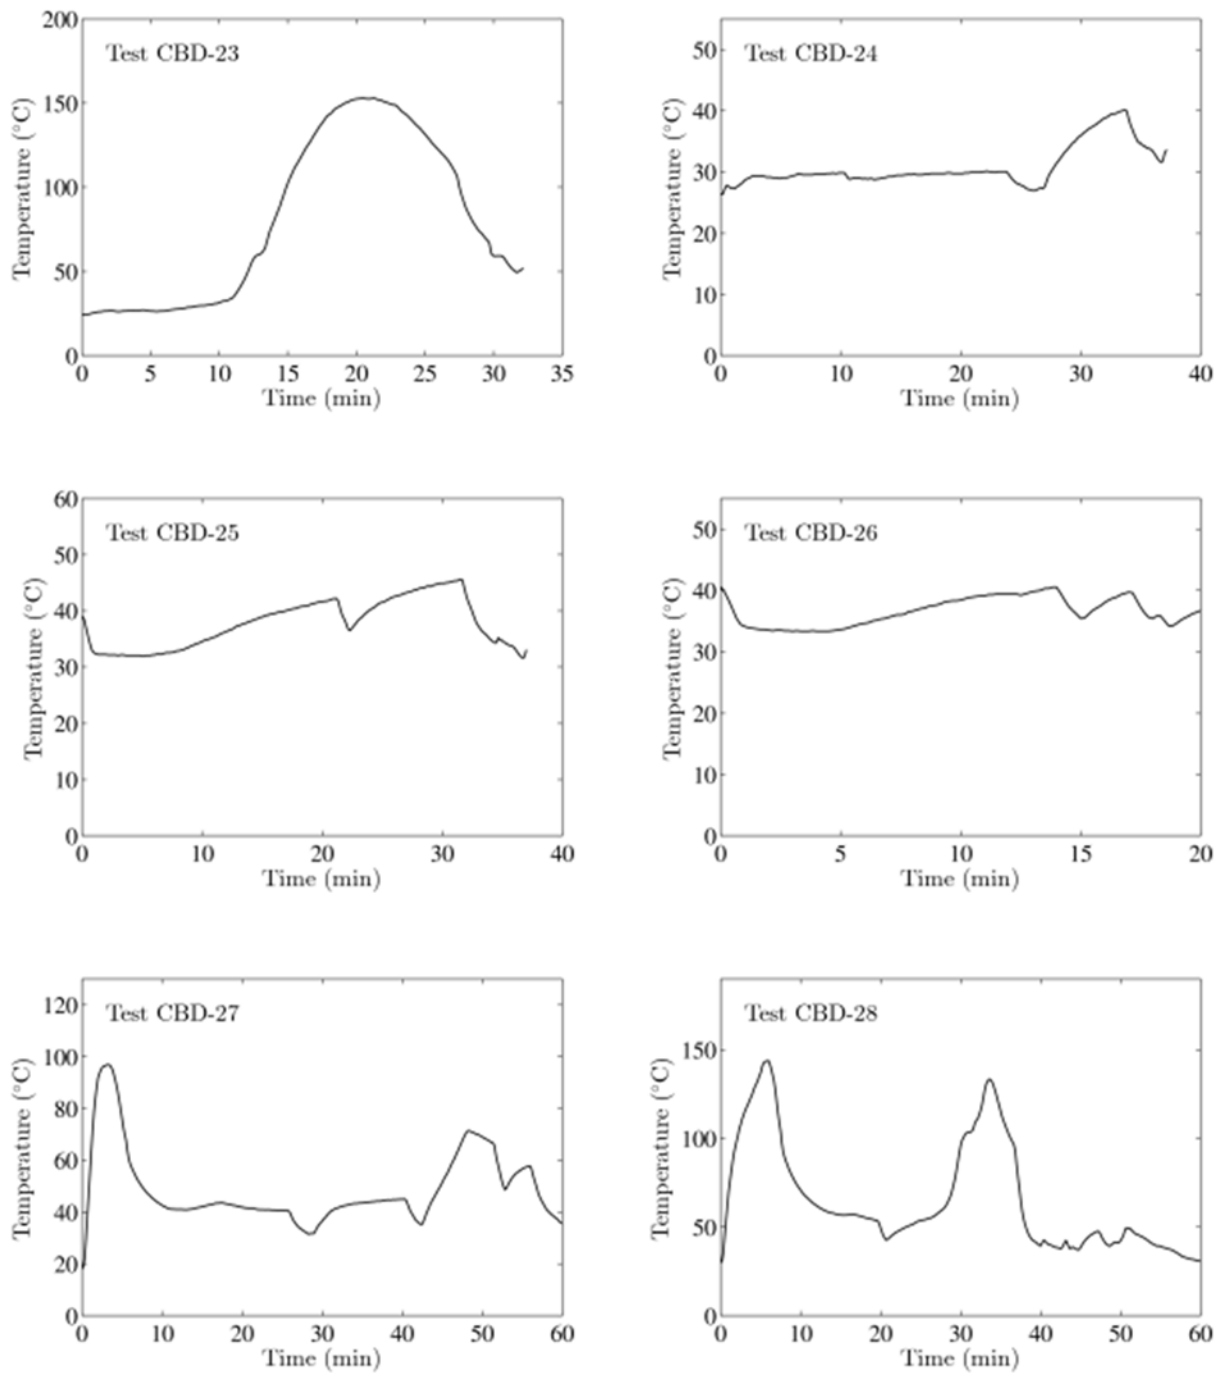 200
150
100
50
0
Temperature (°C)
Test CBD-23
0 5 10 15 20 25 30 35
Time (min)
50
40
30
20
10
0
Temperature (°C)
Test CBD-24
0 10 20 30 40
Time (min)
60
50
40
30
20
10
0
Temperature (°C)
Test CBD-25
0 10 20 30 40
Time (min)
50
40
30
20
10
0
Temperature (°C)
Test CBD-26
0 5 10 15 20
Time (min)
120
100
80
60
40
20
0
Temperature (°C)
Test CBD-27
0 10 20 30 40 50 60
Time (min)
150
100
50
0
Temperature (°C)
Test CBD-28
0 10 20 30 40 50 60
Time (min)